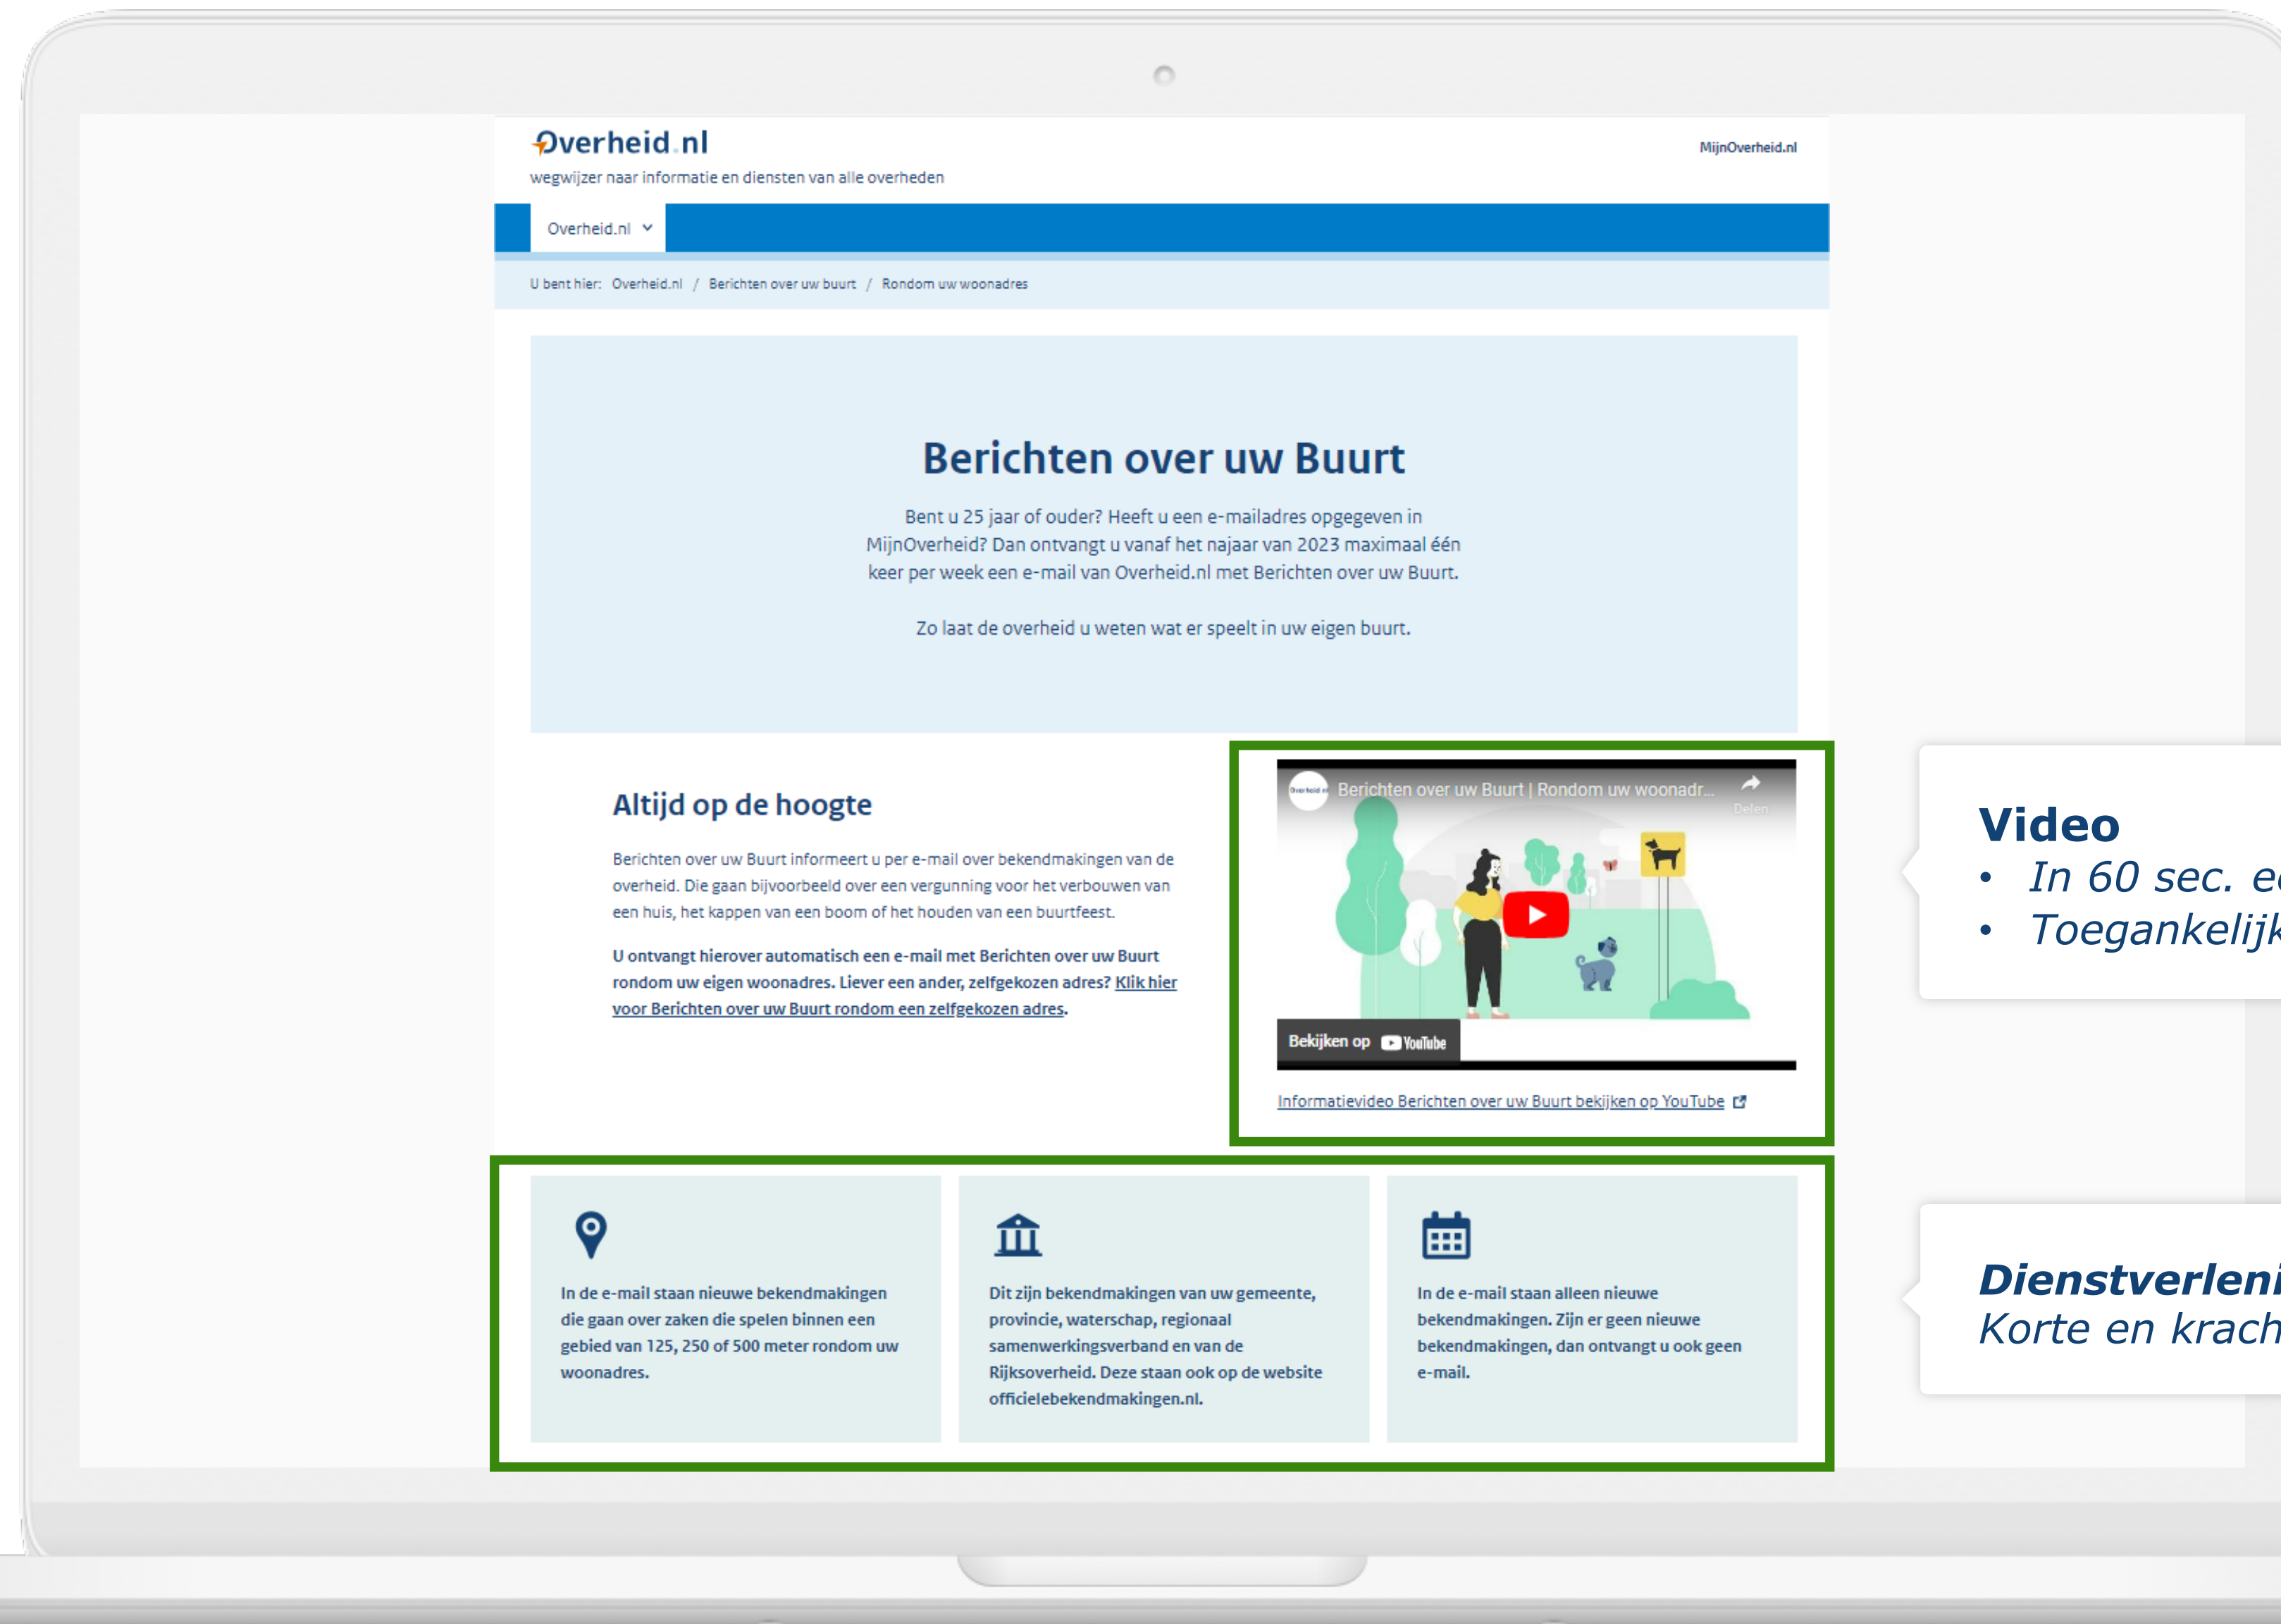 Overheid.nl
MijnOverheid.nl
wegwijzer naar informatie en diensten van alle overheden
Overheid.nl
U bent hier: Overheid.nl / Berichten over uw buurt / Rondom uw woonadres
Berichten over uw Buurt
Bent u 25 jaar of ouder? Heeft u een e-mailadres opgegeven in
MijnOverheid? Dan ontvangt u vanaf het najaar van 2023 maximaal één
keer per week een e-mail van Overheid.nl met Berichten over uw Buurt.
Zo laat de overheid u weten wat er speelt in uw eigen buurt.
Altijd op de hoogte
Berichten over uw Buurt informeert u per e-mail over bekendmakingen van de
overheid. Die gaan bijvoorbeeld over een vergunning voor het verbouwen van
een huis, het kappen van een boom of het houden van een buurtfeest.
U ontvangt hierover automatisch een e-mail met Berichten over uw Buurt
rondom uw eigen woonadres. Liever een ander, zelfgekozen adres? Klik hier
voor Berichten over uw Buurt rondom een zelfgekozen adres.
Overheid.nl
Berichten over uw Buurt | Rondom uw woonadr...
Delen
Bekijken op YouTube
Informatievideo Berichten over uw Buurt bekijken op YouTube
Video
• In 60 sec.
• Toegankelijk
In de e-mail staan nieuwe bekendmakingen
die gaan over zaken die spelen binnen een
gebied van 125, 250 of 500 meter rondom uw
woonadres.
Dit zijn bekendmakingen van uw gemeente,
provincie, waterschap, regionaal
samenwerkingsverband en van de
Rijksoverheid. Deze staan ook op de website
officielebekendmakingen.nl.
In de e-mail staan alleen nieuwe
bekendmakingen. Zijn er geen nieuwe
bekendmakingen, dan ontvangt u ook geen
e-mail.
Dienstverleni
Korte en krach